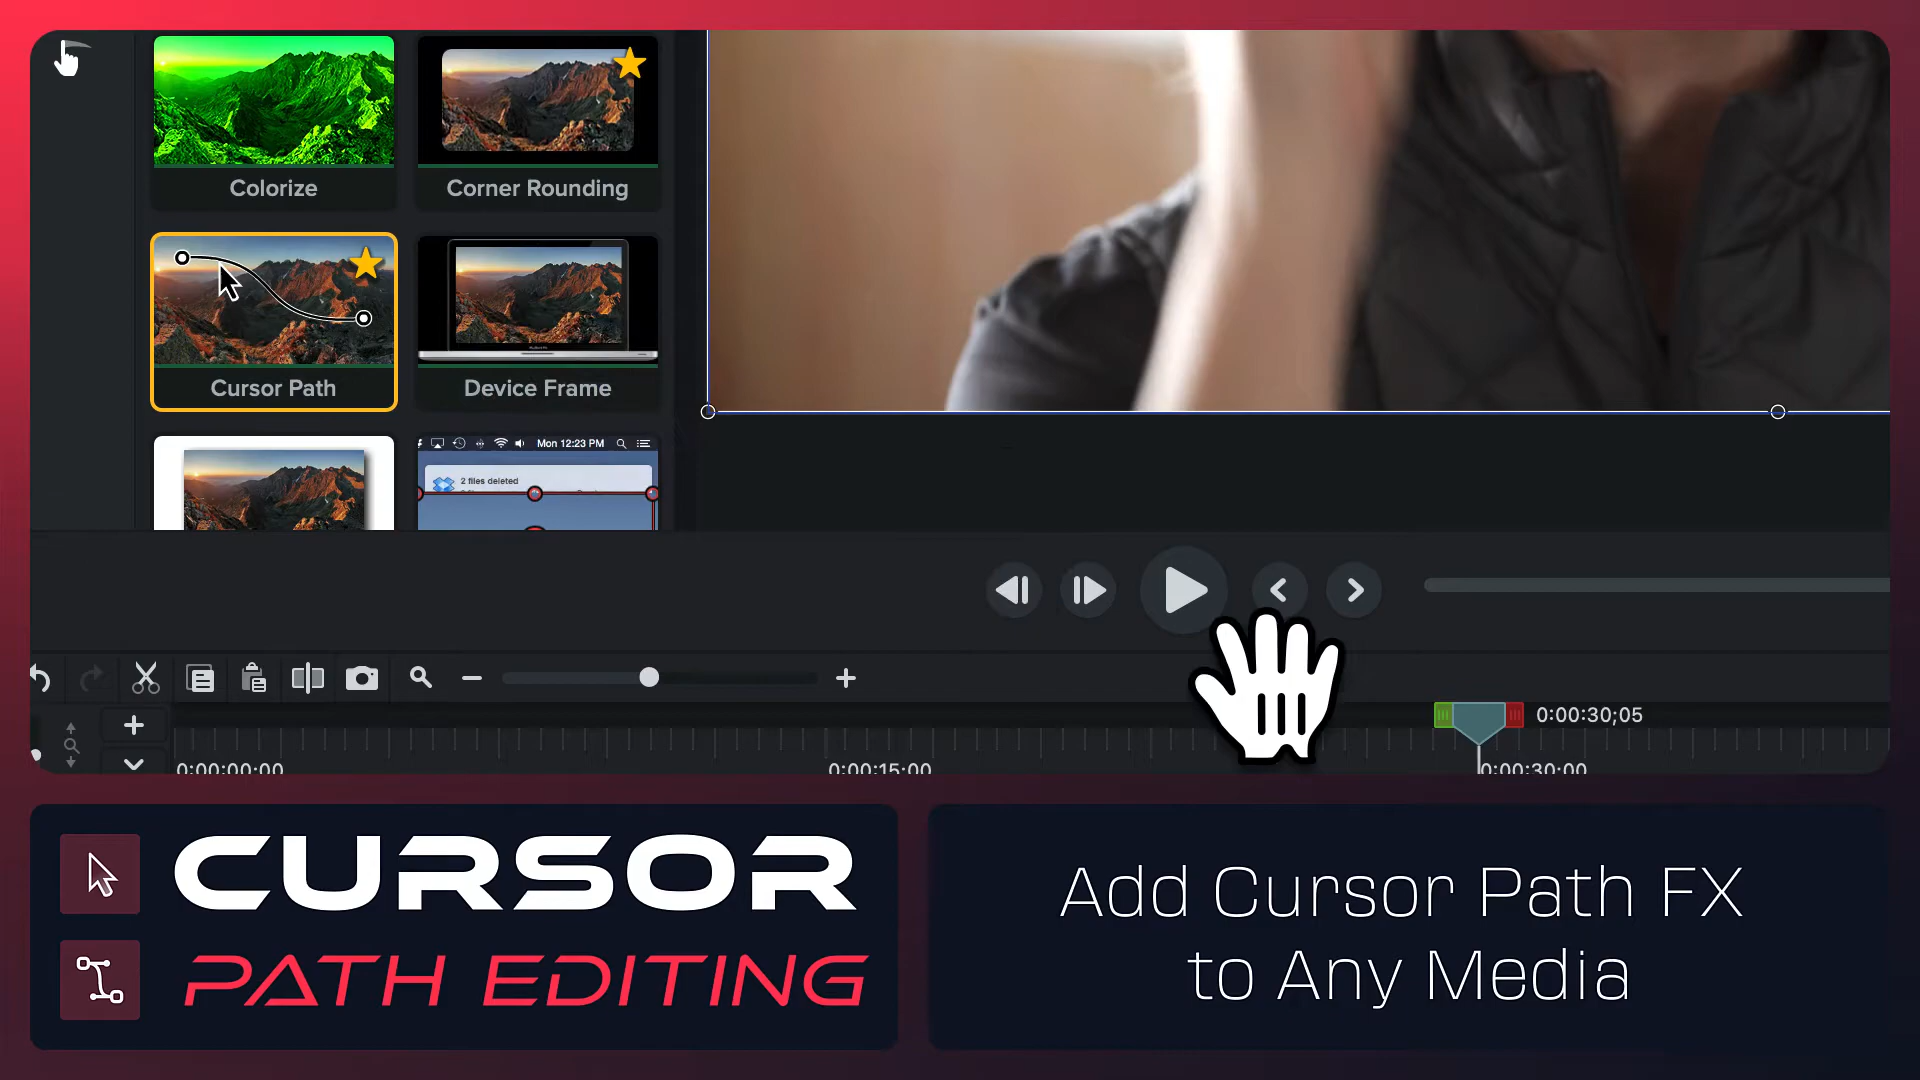 Colorize
Corner Rounding
Cursor Path
Device Frame
Mon 12:23 PM
2 files deleted
0:00:30;05
0:00:00:00
0:00:15:00
0:00:30:00
CURSOR
PATH EDITING
Add Cursor Path FX
to Any Media